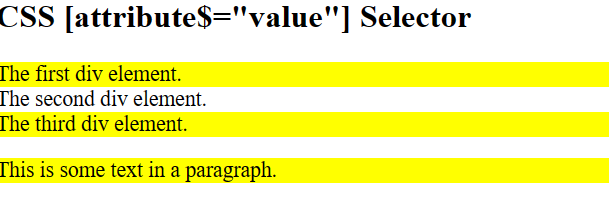 CSS [attribute$="value"] Selector
The first div element.
The second div element.
The third div element.
This is some text in a paragraph.